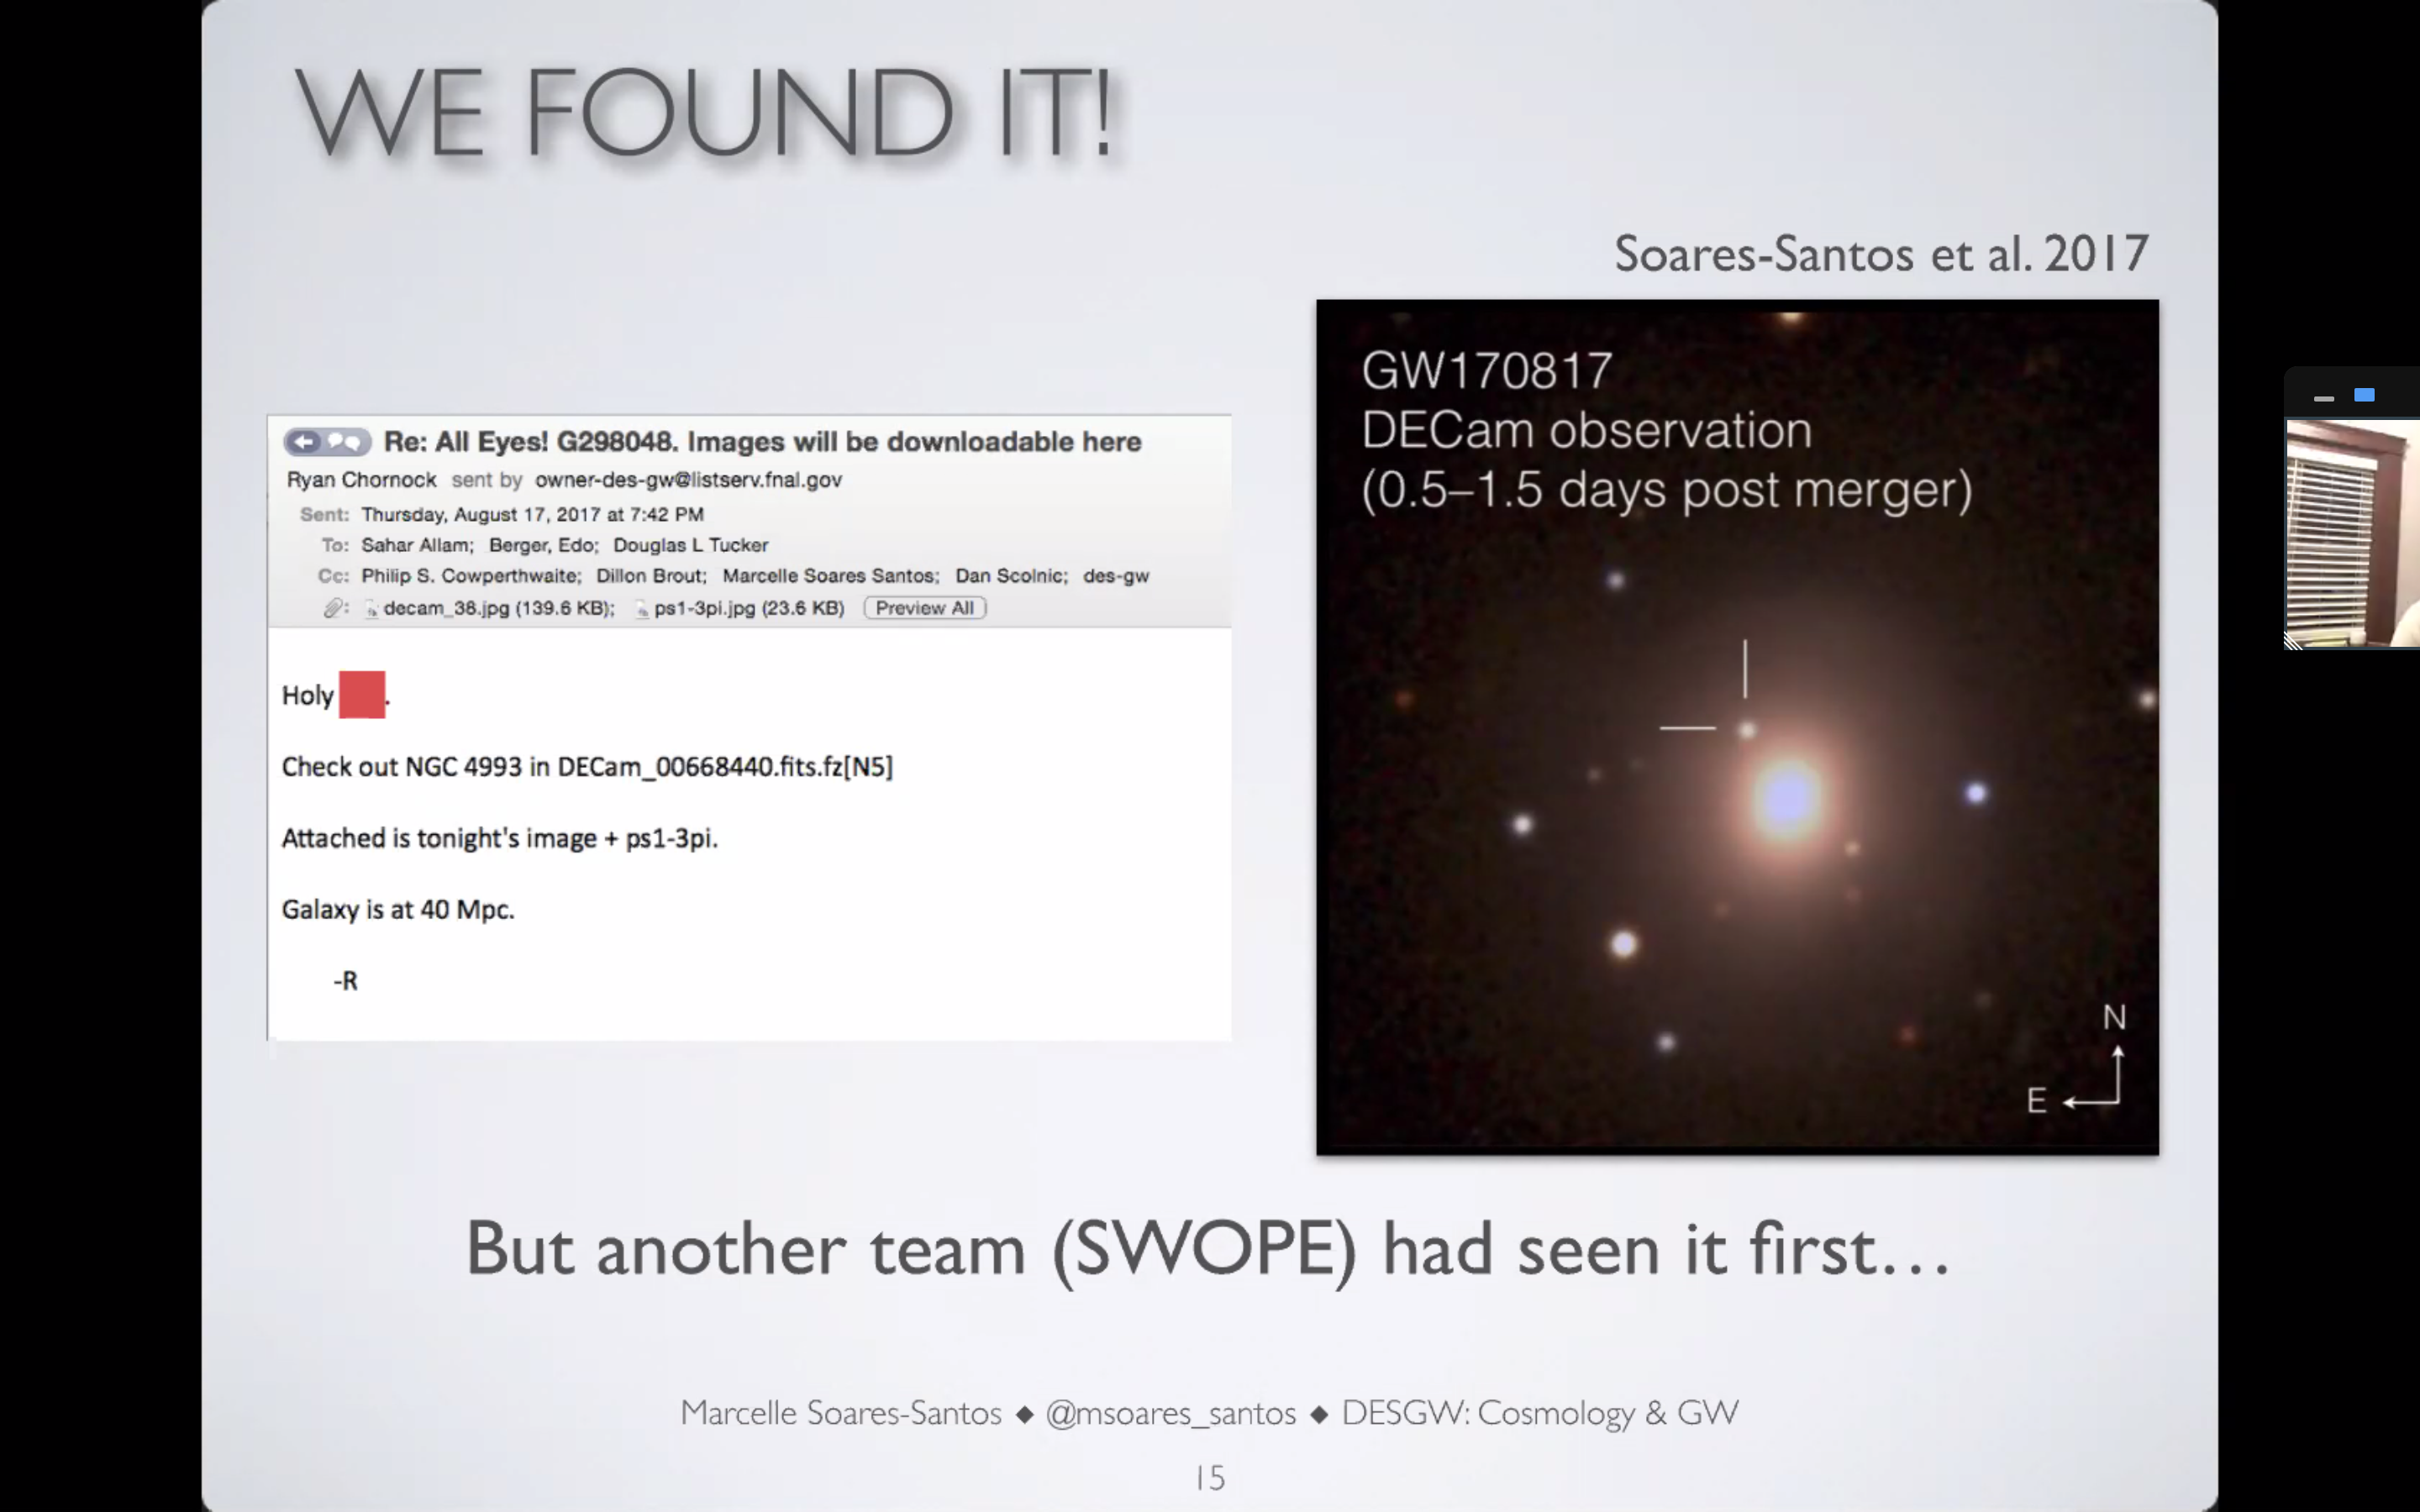 WE FOUND IT!
Soares-Santos et al. 2017
Re: All Eyes! G298048. Images will be downloadable here
Ryan Chornock sent by owner-des-gw@listserv.fnal.gov
Sent: Thursday, August 17, 2017 at 7:42 PM
To: Sahar Allam; Berger, Edo; Douglas L Tucker
Cc: Philip S. Cowperthwaite; Dillon Brout; Marcelle Soares Santos; Dan Scolnic; des-gw
decam_38.jpg (139.6 KB); ps1-3pi.jpg (23.6 KB) Preview All
Holy .
Check out NGC 4993 in DECam_00668440.fits.fz[N5]
Attached is tonight's image + ps1-3pi.
Galaxy is at 40 Mpc.
-R
GW170817
DECam observation
(0.5–1.5 days post merger)
N
E
But another team (SWOPE) had seen it first…
Marcelle Soares-Santos ◆ @msoares_santos ◆ DESGW: Cosmology & GW
15